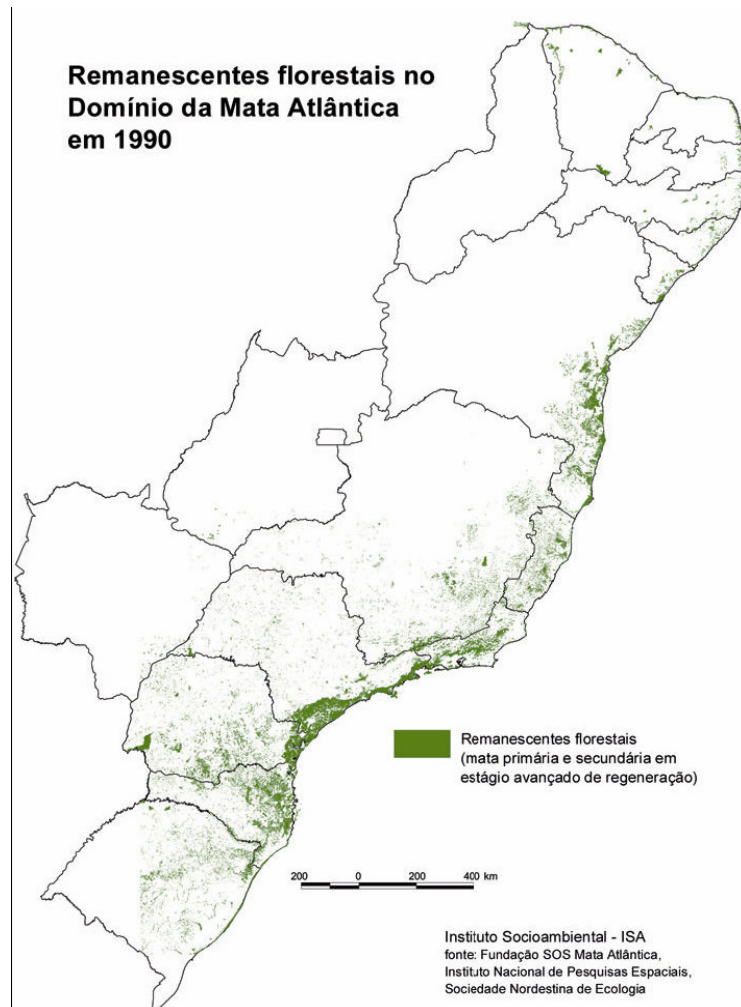 Remanescentes florestais no
Domínio da Mata Atlântica
em 1990
Remanescentes florestais
(mata primária e secundária em
estágio avançado de regeneração)
200 0 200 400 km
Instituto Socioambiental - ISA
fonte: Fundação SOS Mata Atlântica,
Instituto Nacional de Pesquisas Espaciais,
Sociedade Nordestina de Ecologia